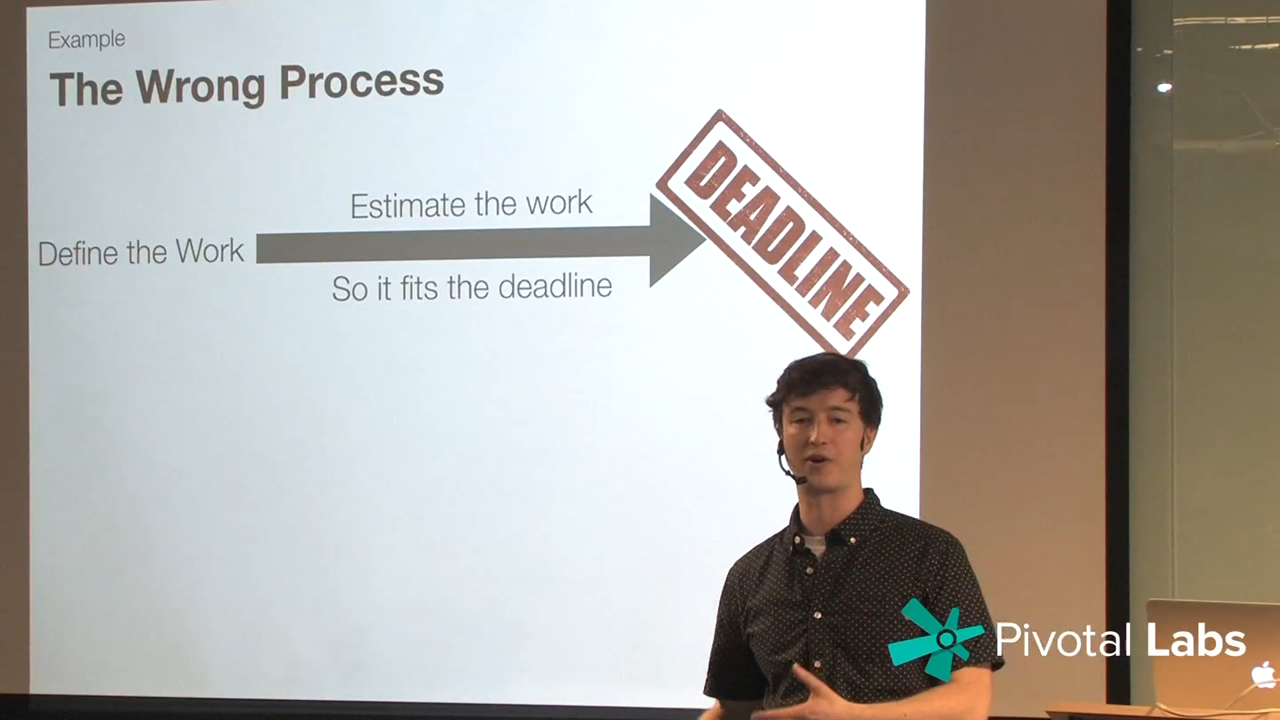 Example
The Wrong Process
Estimate the work
Define the Work
So it fits the deadline
DEADLINE
Pivotal Labs